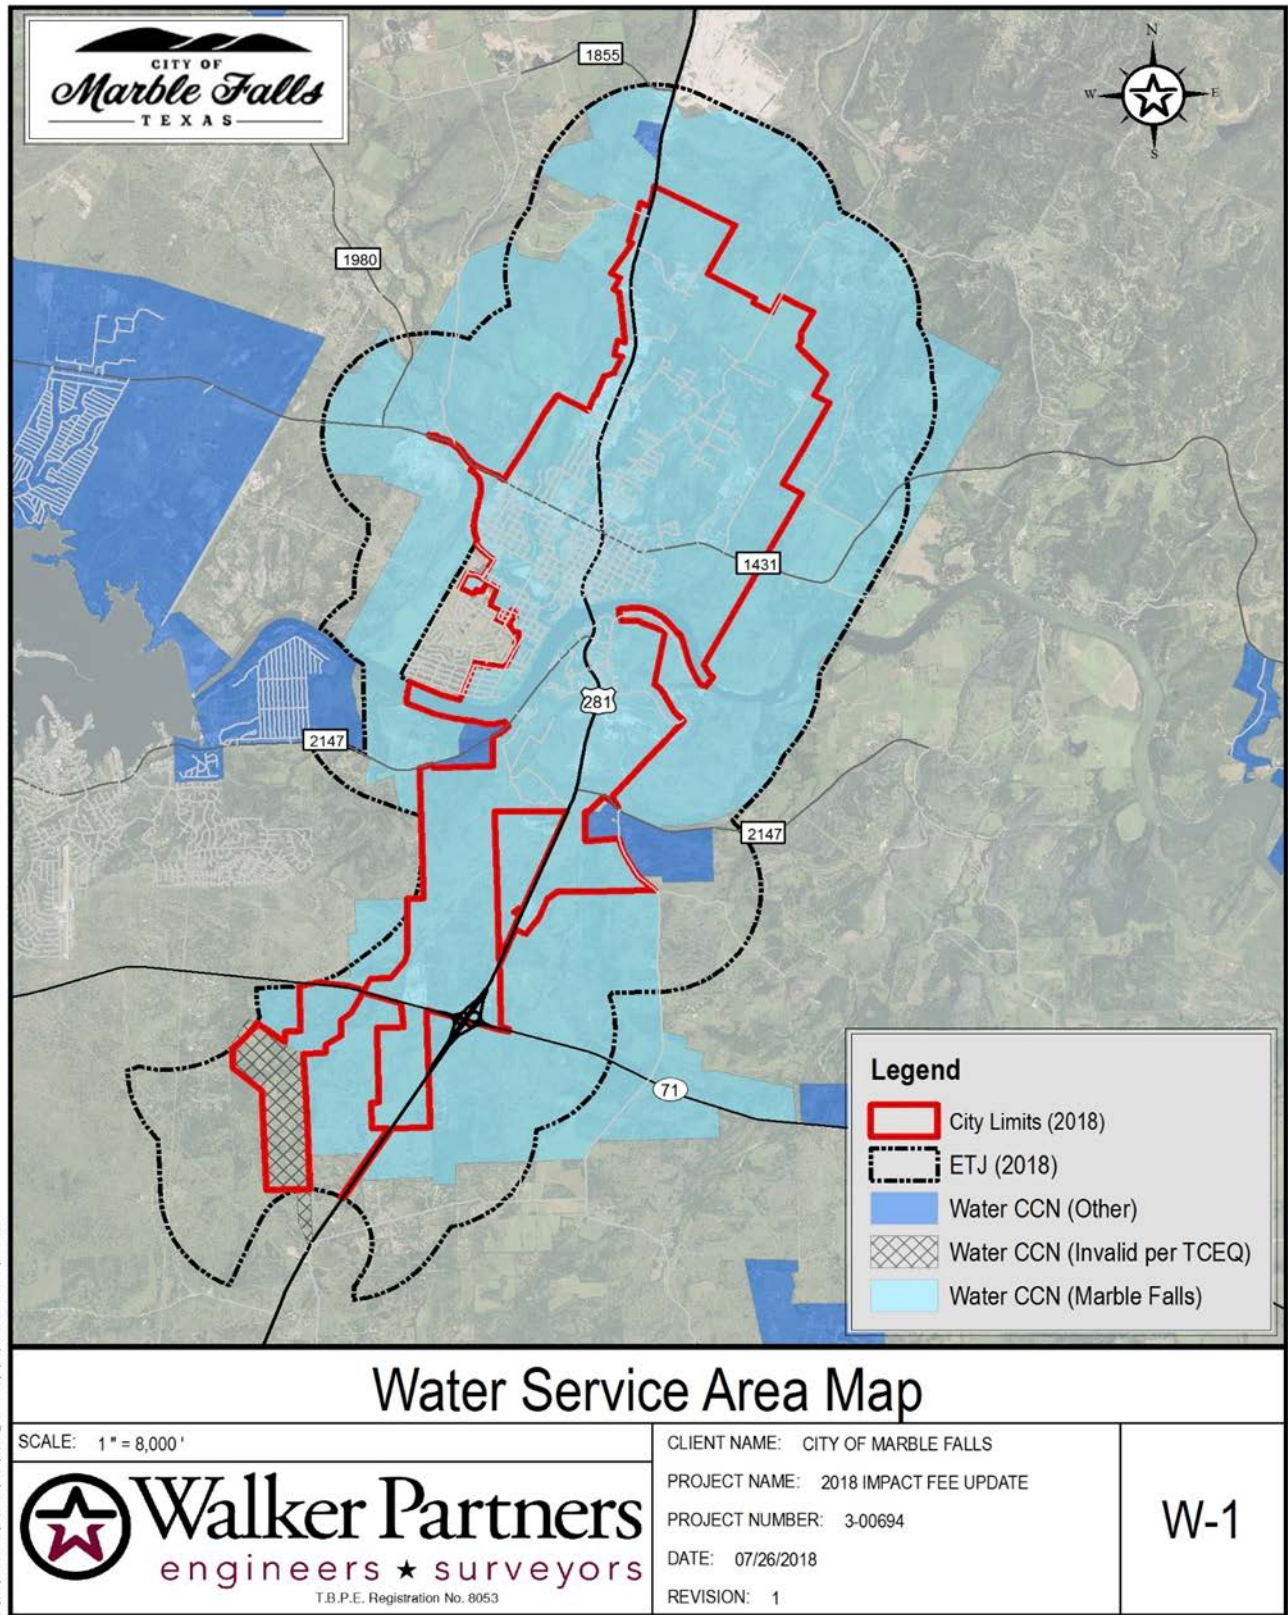 CITY OF
Marble Falls
TEXAS
1855
N
W
E
S
1980
1431
281
2147
2147
71
Legend
City Limits (2018)
ETJ (2018)
Water CCN (Other)
Water CCN (Invalid per TCEQ)
Water CCN (Marble Falls)
Water Service Area Map
SCALE: 1 " = 8,000 '
Walker Partners
engineers ★ surveyors
T.B.P.E. Registration No. 8053
CLIENT NAME: CITY OF MARBLE FALLS
PROJECT NAME: 2018 IMPACT FEE UPDATE
PROJECT NUMBER: 3-00694
DATE: 07/26/2018
REVISION: 1
W-1